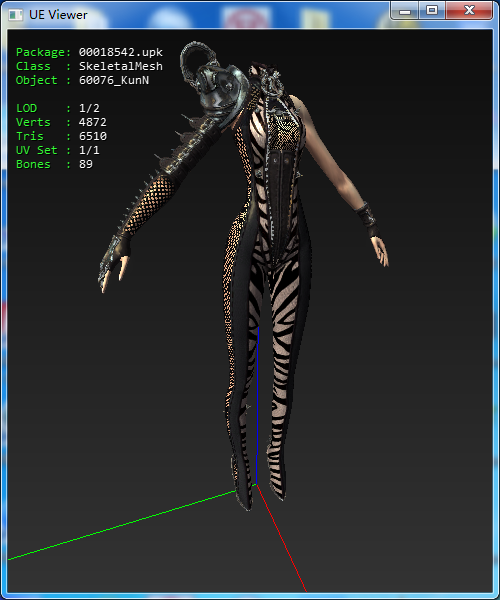 UE Viewer
Package: 00018542.upk
Class : SkeletalMesh
Object : 60076_KunN
LOD : 1/2
Verts : 4872
Tris : 6510
UV Set : 1/1
Bones : 89